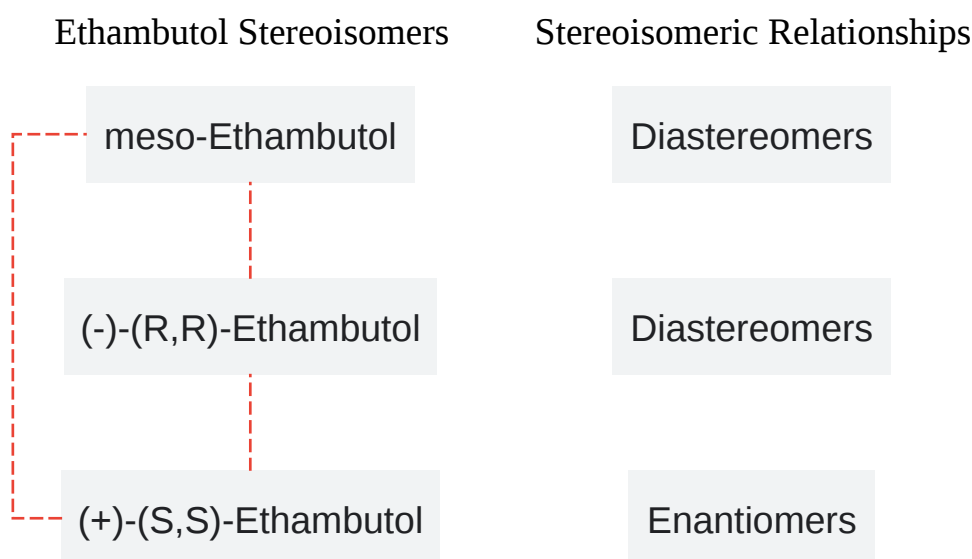 Ethambutol Stereoisomers
Stereoisomeric Relationships
meso-Ethambutol
Diastereomers
(-)-(R,R)-Ethambutol
Diastereomers
(+)-(S,S)-Ethambutol
Enantiomers